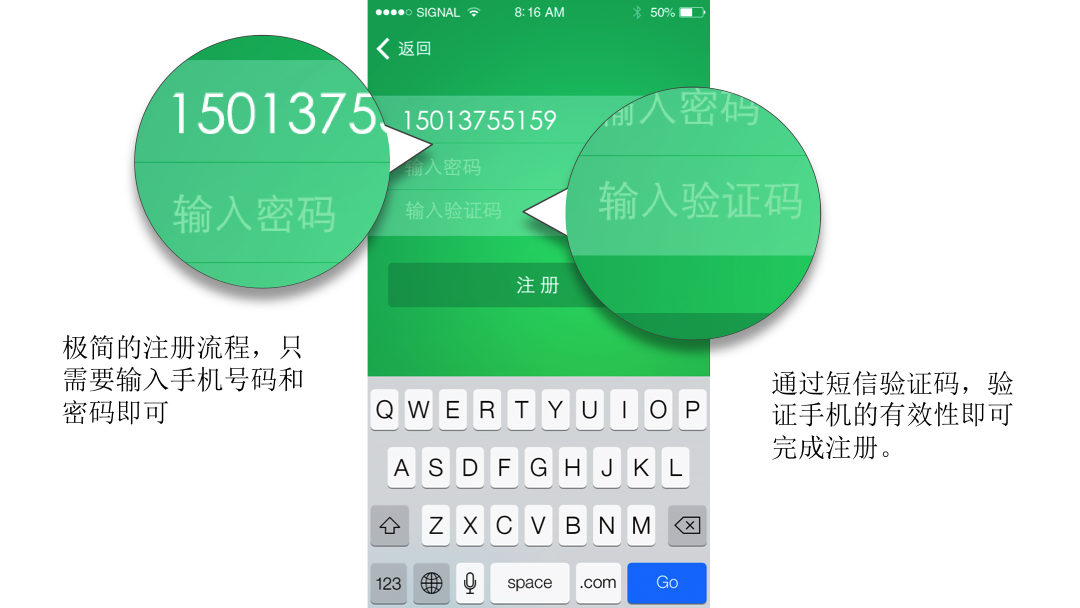 SIGNAL 8:16 AM 50%
返回
15013755
输入密码
15013755159
输入密码
输入验证码
输入密码
输入验证码
注册
极简的注册流程，只
需要输入手机号码和
密码即可
通过短信验证码，验
证手机的有效性即可
完成注册。
Q W E R T Y U I O P
A S D F G H J K L
Z X C V B N M
123 space .com Go